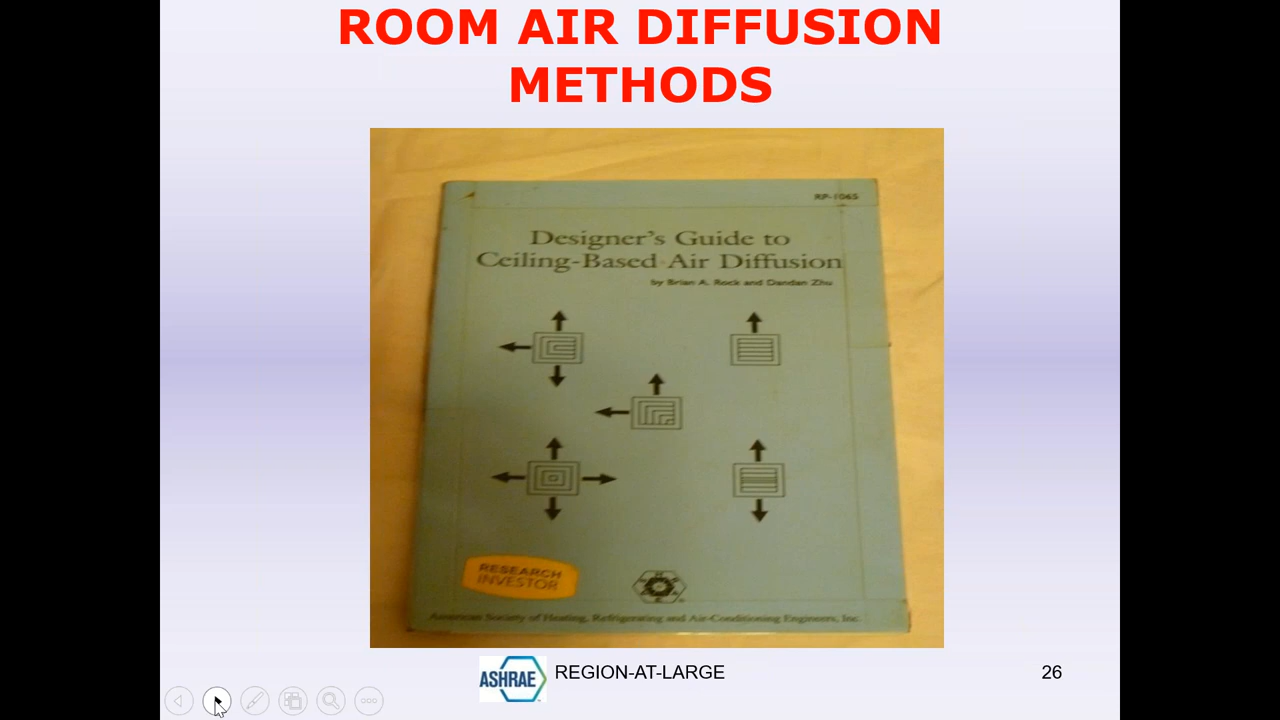 ROOM AIR DIFFUSION
METHODS
RP-1065
Designer's Guide to
Ceiling-Based Air Diffusion
by Brian A. Rock and Dandan Zhu
RESEARCH
INVESTOR
American Society of Heating, Refrigerating and Air-Conditioning Engineers, Inc.
ASHRAE
REGION-AT-LARGE
26